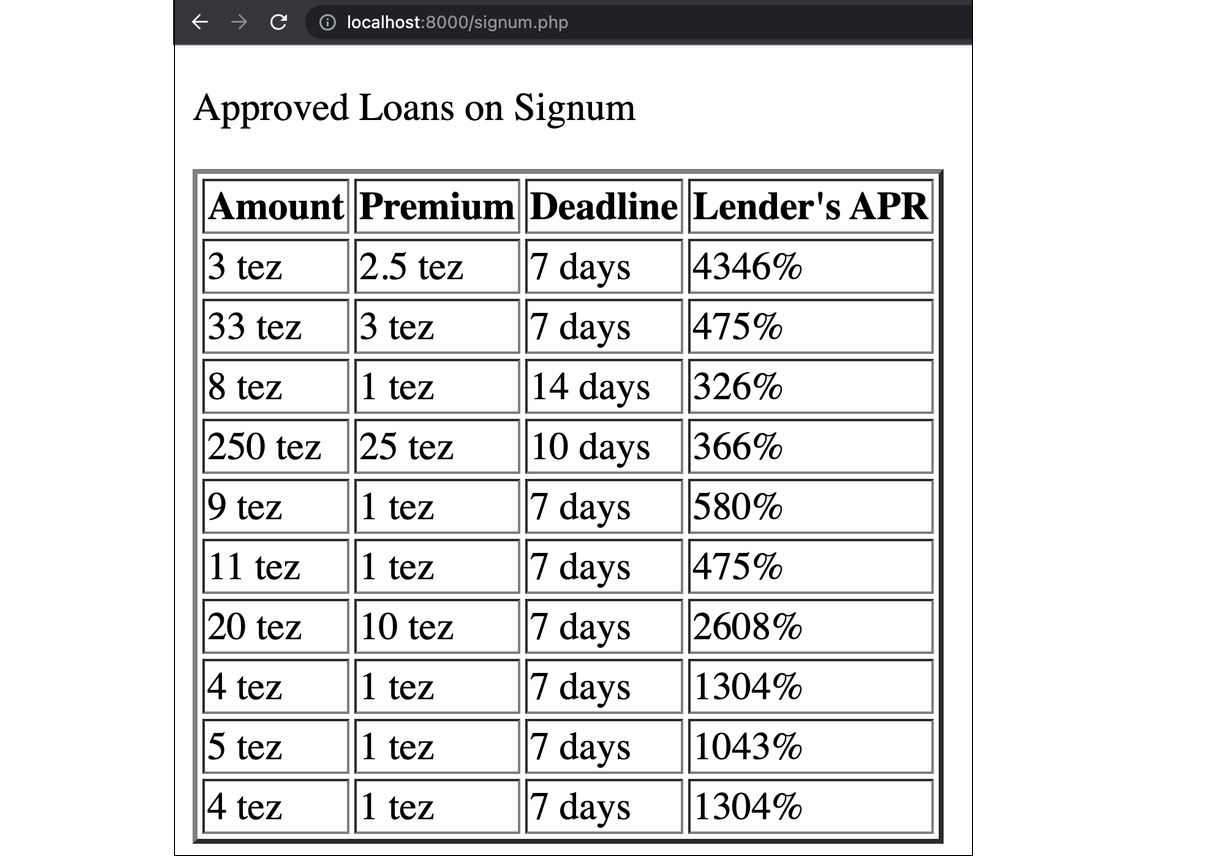 localhost:8000/signum.php
Approved Loans on Signum
Amount Premium Deadline Lender's APR
3 tez 2.5 tez 7 days 4346%
33 tez 3 tez 7 days 475%
8 tez 1 tez 14 days 326%
250 tez 25 tez 10 days 366%
9 tez 1 tez 7 days 580%
11 tez 1 tez 7 days 475%
20 tez 10 tez 7 days 2608%
4 tez 1 tez 7 days 1304%
5 tez 1 tez 7 days 1043%
4 tez 1 tez 7 days 1304%